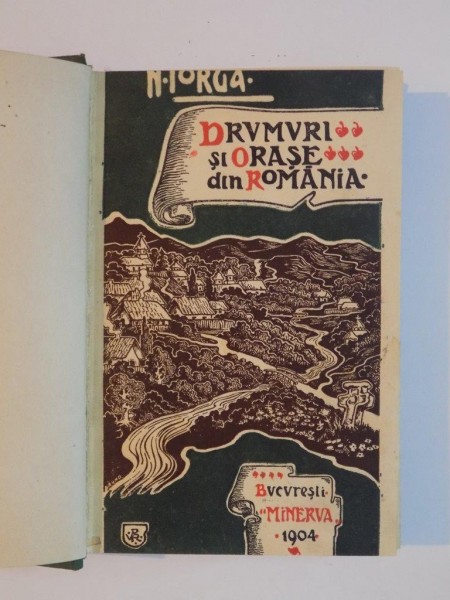 N. IORGA.
DRVMVRI
ȘI ORAȘE
din ROMÂNIA.
BVCVREȘTI.
"MINERVA"
. 1904 .